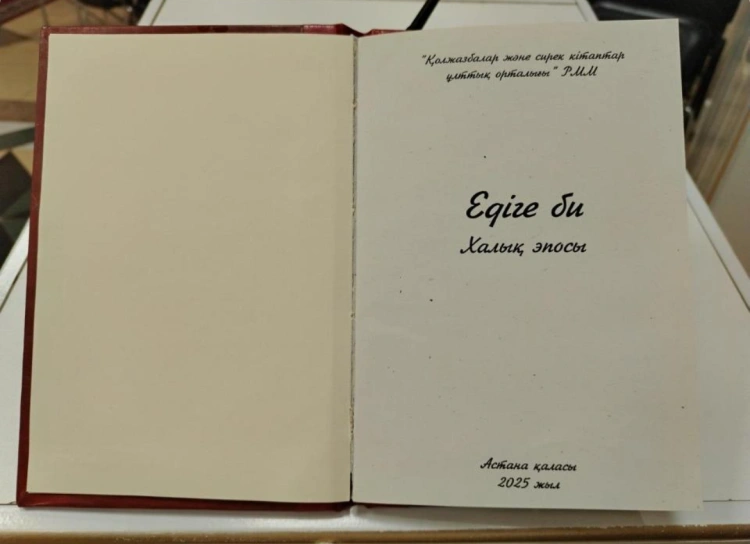 "Қолжазбалар және сирек кітаптар
ұлттық орталығы" РММ
Едіге би
Халық эпосы
Астана қаласы
2025 жыл